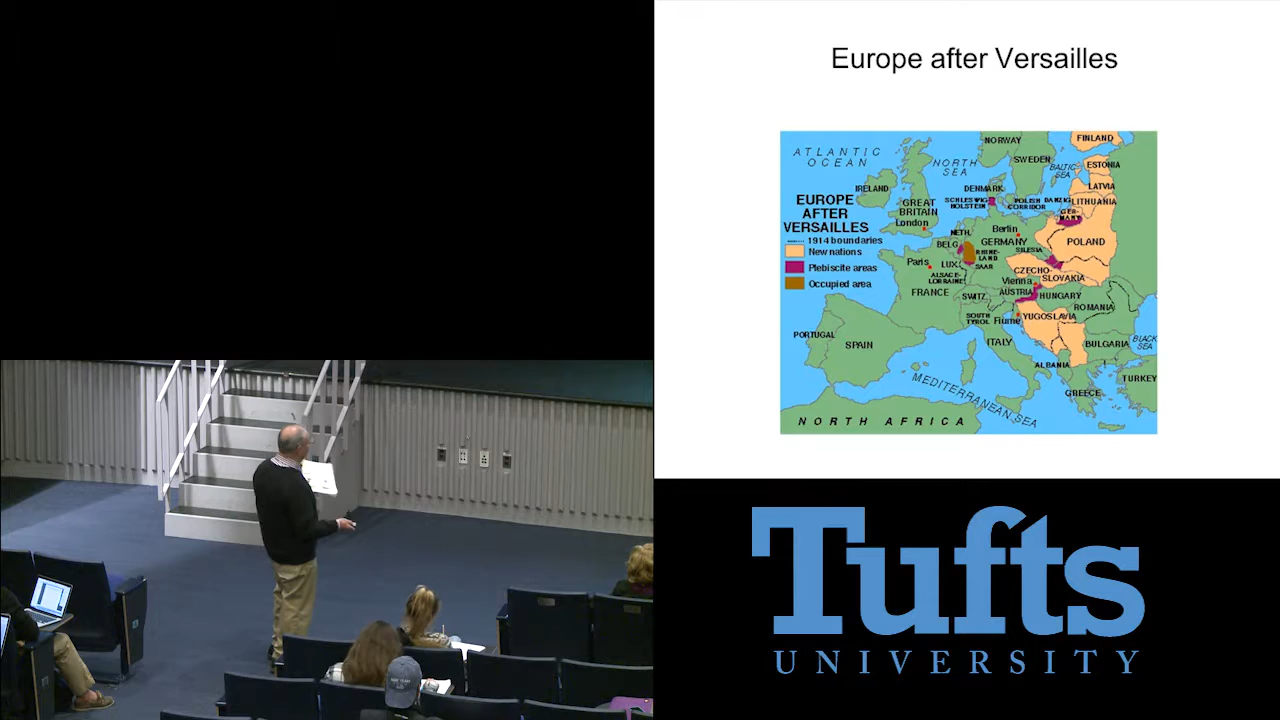 Europe after Versailles
ATLANTIC
OCEAN
NORTH
SEA
NORWAY
SWEDEN
FINLAND
BALTIC
SEA
ESTONIA
LATVIA
LITHUANIA
IRELAND
DENMARK
SCHLESWIG
HOLSTEIN
POLISH
CORRIDOR
DANZIG
GER-
MANY
GREAT
BRITAIN
London
EUROPE
AFTER
VERSAILLES
1914 boundaries
New nations
Plebiscite areas
Occupied area
NETH.
Berlin
GERMANY
POLAND
BELG
RHINE-
LAND
SILESIA
SAAR
Paris
LUX
ALSACE-
LORRAINE
CZECHO-
SLOVAKIA
Vienna
AUSTRIA
HUNGARY
FRANCE
SWITZ
ROMANIA
SOUTH
TYROL
Fiume
YUGOSLAVIA
PORTUGAL
SPAIN
ITALY
BULGARIA
BLACK
SEA
ALBANIA
TURKEY
GREECE
MEDITERRANEAN SEA
NORTH AFRICA
Tufts
UNIVERSITY